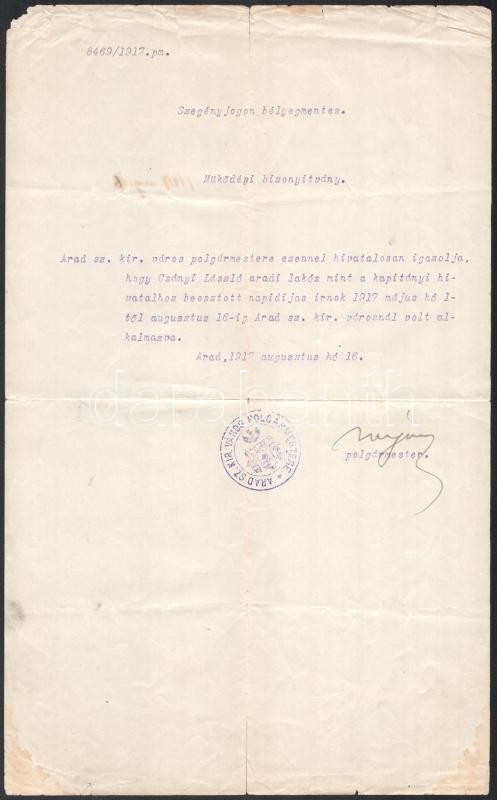 8469/1917.pm.
Szegényjogon bélyegmentes.
Működési bizonyitvány.
Arad sz. kir. város polgármestere ezennel hivatalosan igazolja,
hogy Csányi László aradi lakós mint a kapitányi hi-
vatalhoz beosztott napidijas irnok 1917 május hó 1-
től augusztus 16-ig Arad sz. kir. városnál volt al-
kalmazva.
Arad,1917 augusztus hó 16.
darabanth
ARAD SZ. KIR. VÁROS POLGÁRMESTERE
polgármester.